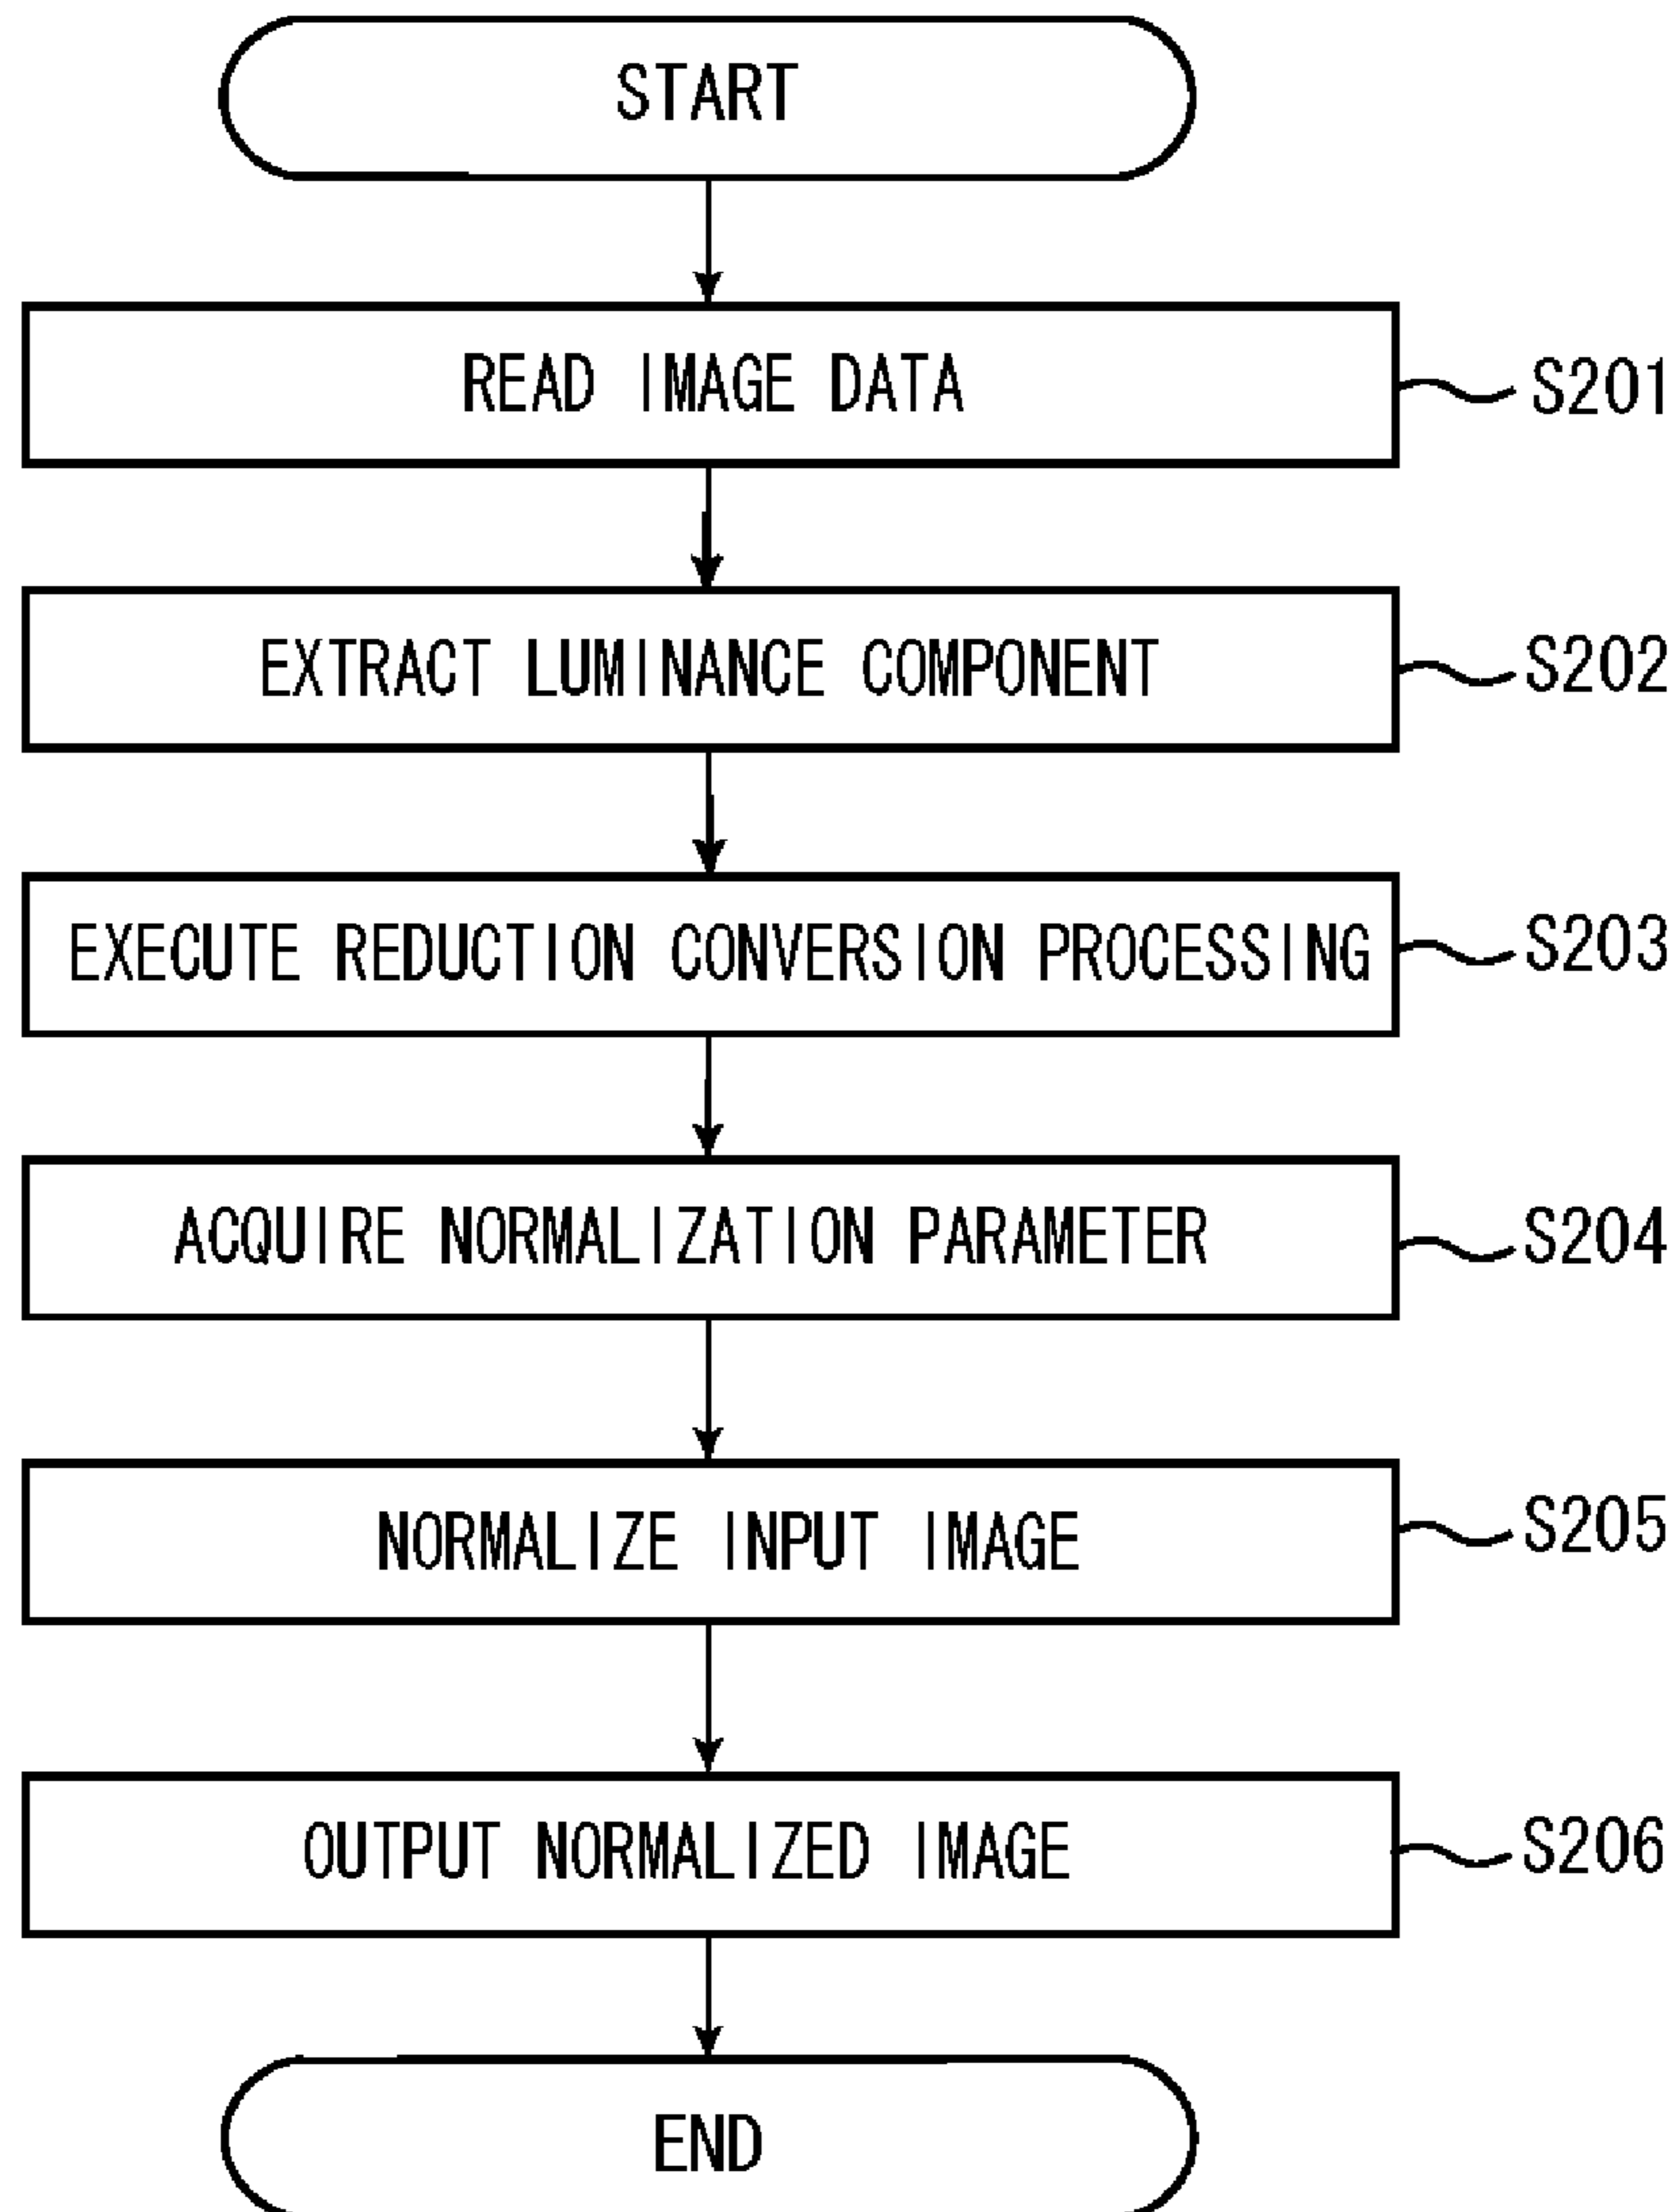 START
READ IMAGE DATA
S201
EXTRACT LUMINANCE COMPONENT
S202
EXECUTE REDUCTION CONVERSION PROCESSING
S203
ACQUIRE NORMALIZATION PARAMETER
S204
NORMALIZE INPUT IMAGE
S205
OUTPUT NORMALIZED IMAGE
S206
END